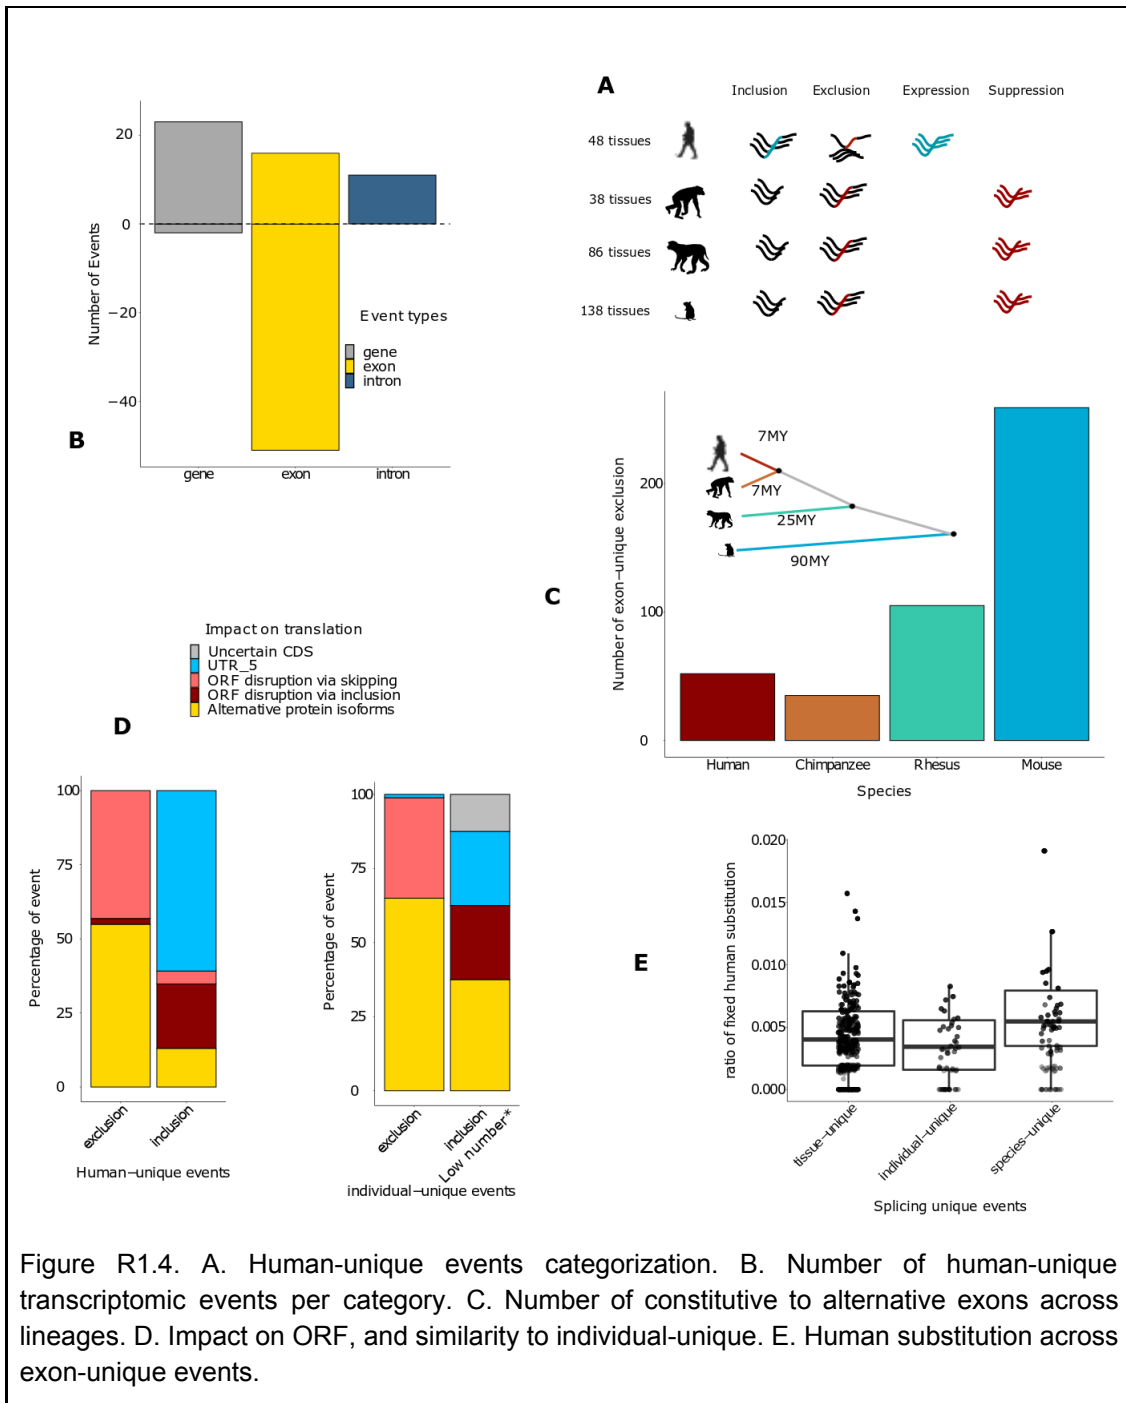 A
Inclusion Exclusion Expression Suppression
48 tissues
38 tissues
86 tissues
138 tissues
20
0
−20
−40
Number of Events
Event types
gene
exon
intron
B
gene exon intron
C
Number of exon−unique exclusion
200
100
0
7MY
7MY
25MY
90MY
Human Chimpanzee Rhesus Mouse
Species
Impact on translation
Uncertain CDS
UTR_5
ORF disruption via skipping
ORF disruption via inclusion
Alternative protein isoforms
D
Percentage of event
100
75
50
25
0
exclusion inclusion
Human−unique events
Percentage of event
100
75
50
25
0
exclusion inclusion
Low number*
individual−unique events
E
ratio of fixed human substitution
0.020
0.015
0.010
0.005
0.000
tissue−unique individual−unique species−unique
Splicing unique events
Figure R1.4. A. Human-unique events categorization. B. Number of human-unique
transcriptomic events per category. C. Number of constitutive to alternative exons across
lineages. D. Impact on ORF, and similarity to individual-unique. E. Human substitution across
exon-unique events.